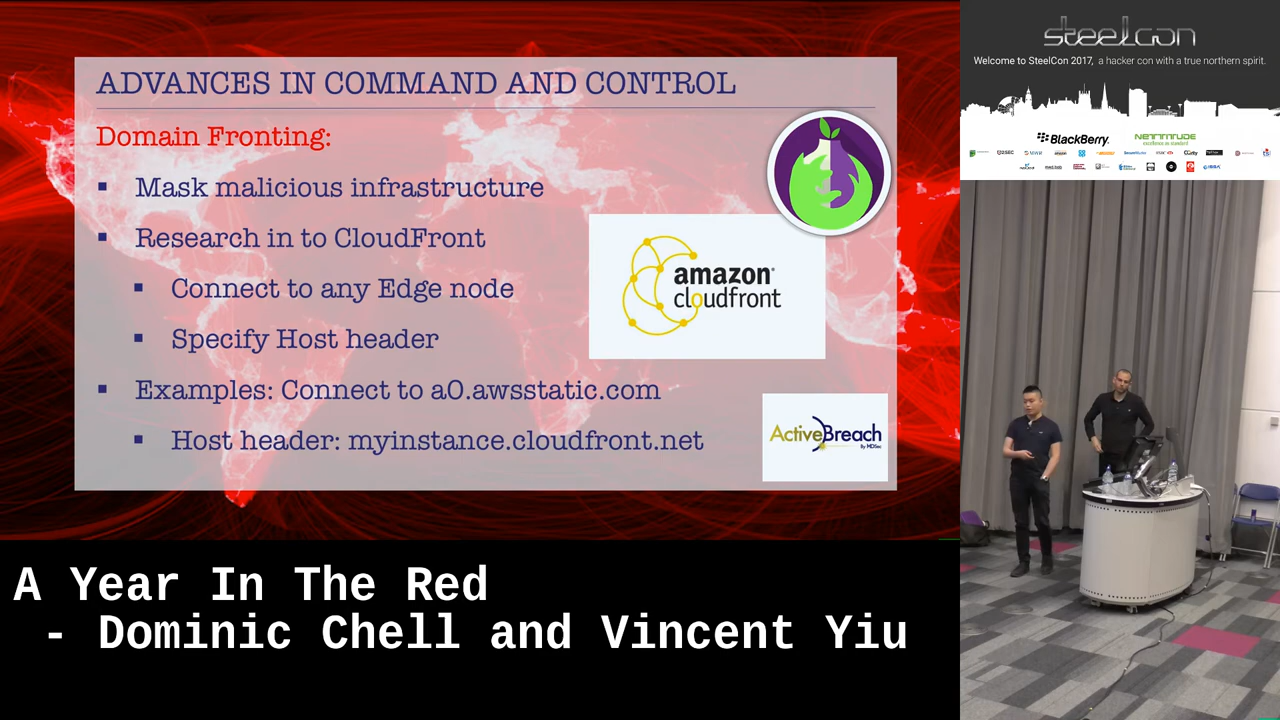 ADVANCES IN COMMAND AND CONTROL
Domain Fronting:
▪ Mask malicious infrastructure
▪ Research in to CloudFront
▪ Connect to any Edge node
▪ Specify Host header
▪ Examples: Connect to a0.awsstatic.com
▪ Host header: myinstance.cloudfront.net
amazon
cloudfront
ActiveBreach
By MDSec
steelcon
Welcome to SteelCon 2017, a hacker con with a true northern spirit.
BlackBerry
NETTITUDE
A Year In The Red
- Dominic Chell and Vincent Yiu